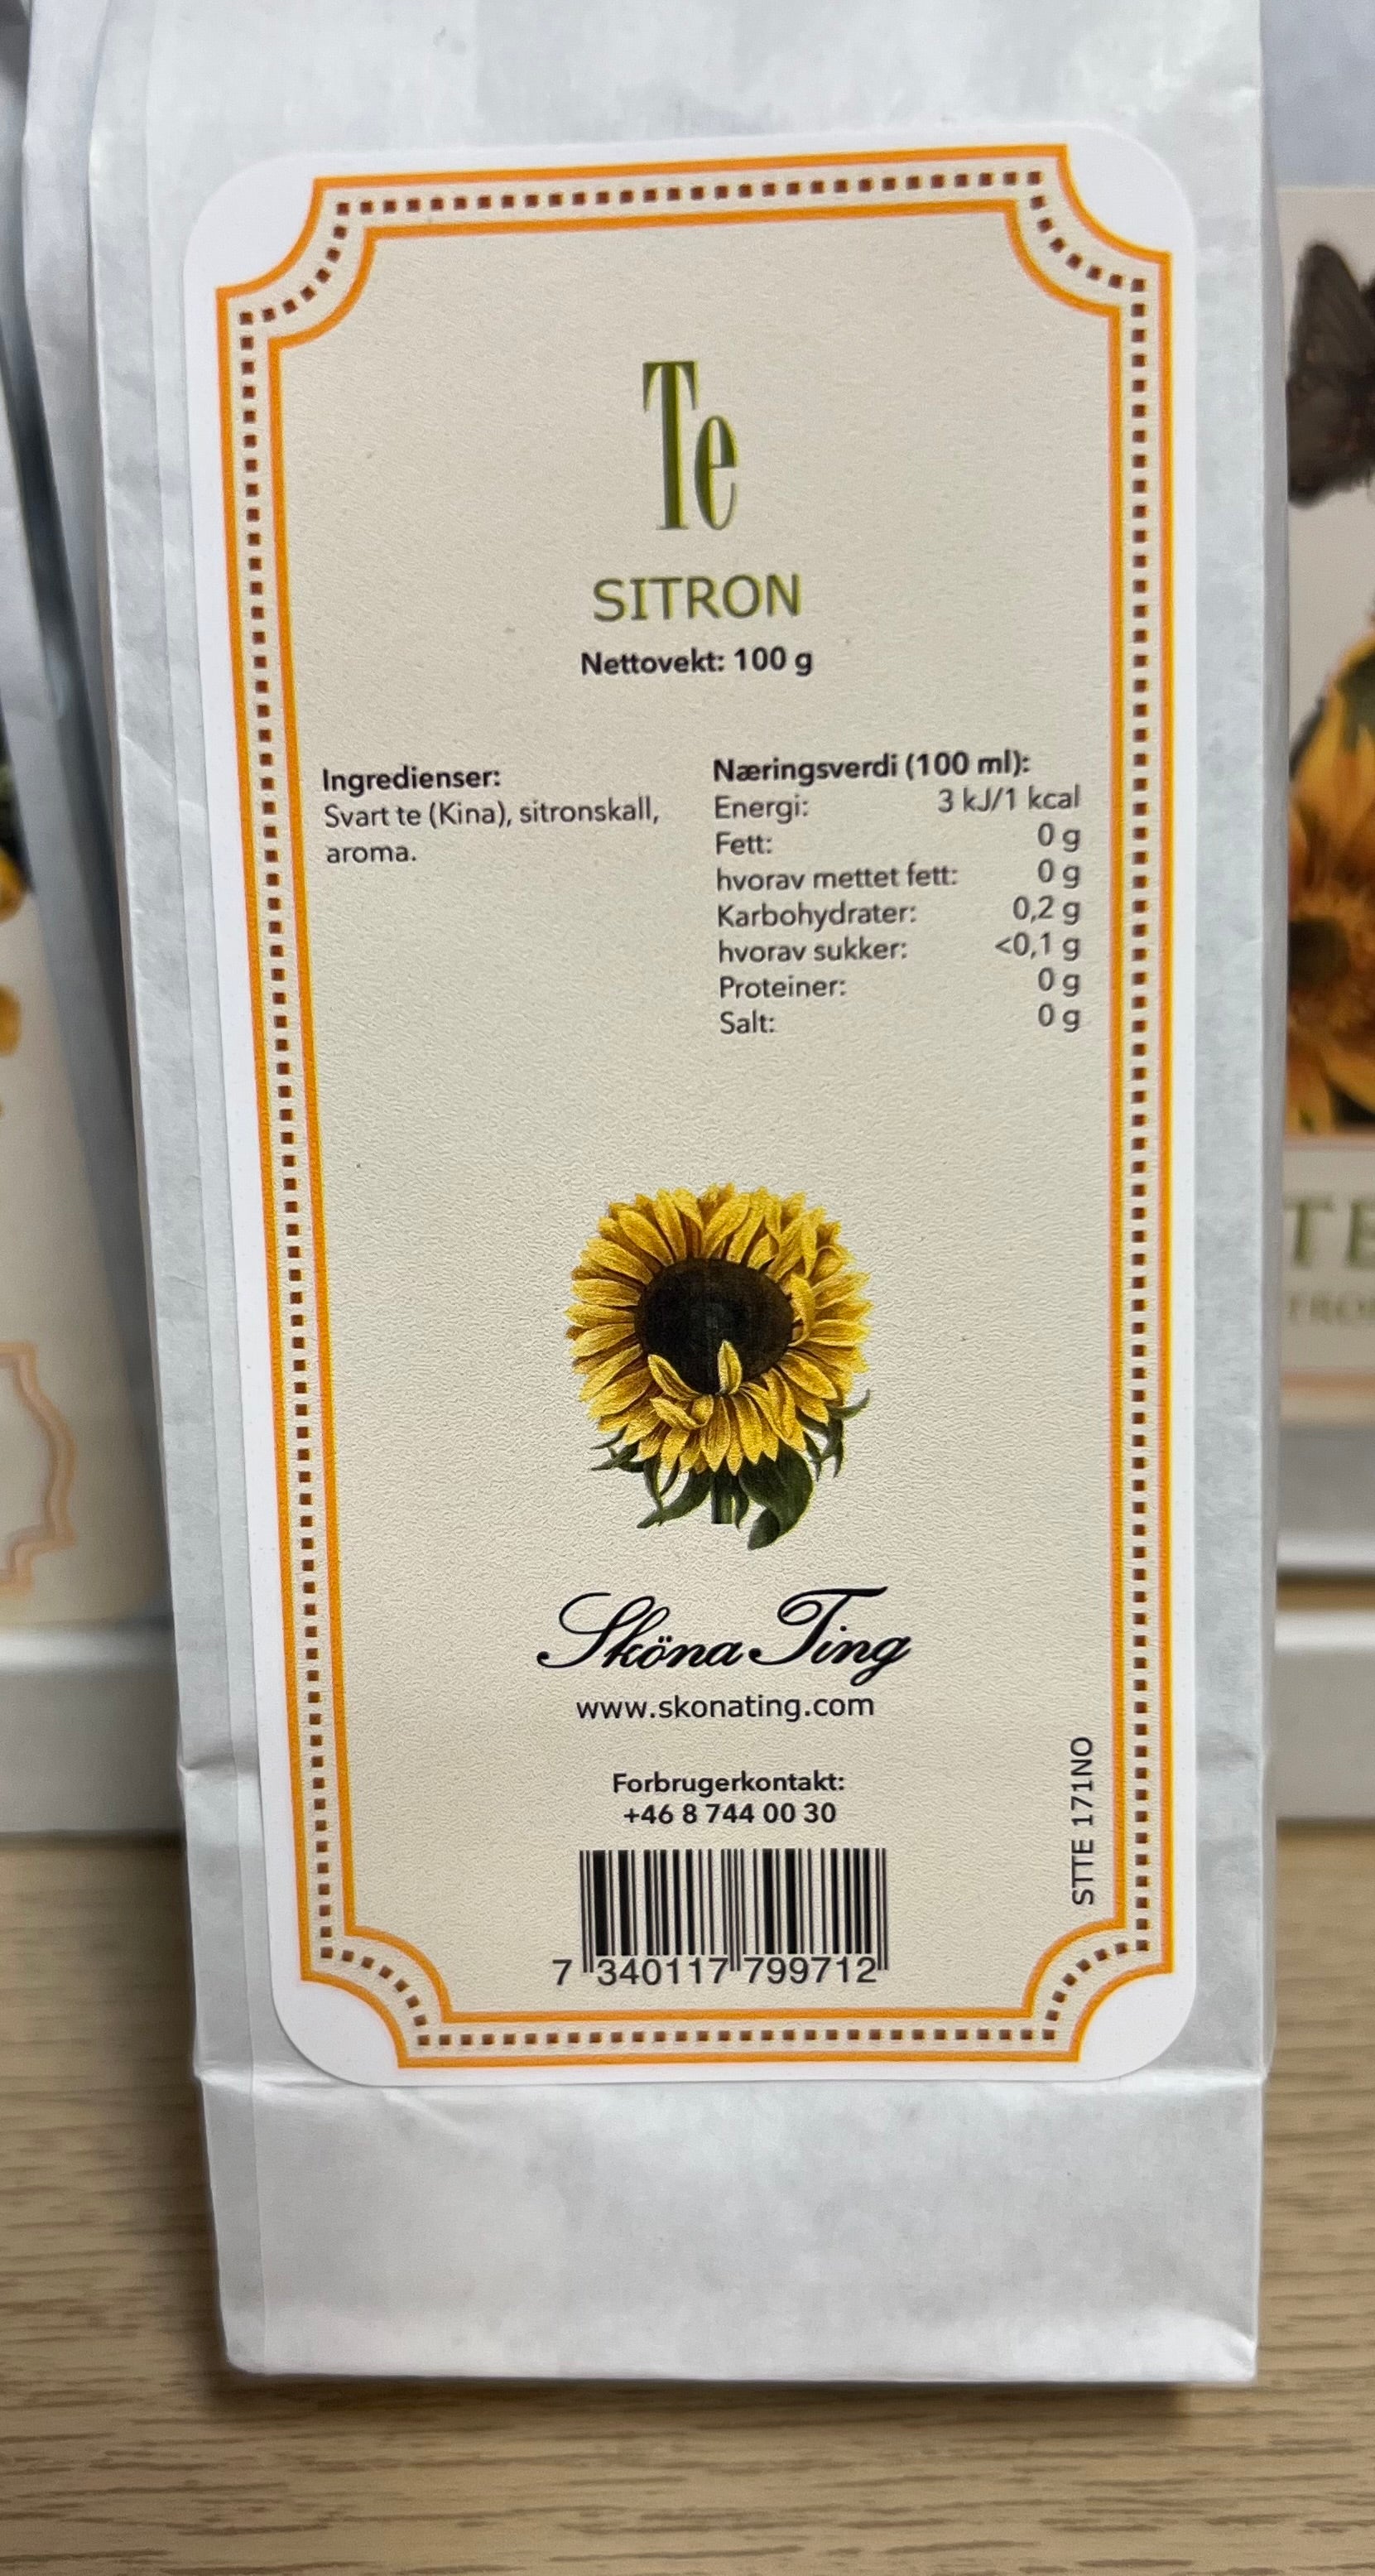 Te
SITRON
Nettovekt: 100 g
Ingredienser:
Svart te (Kina), sitronskall,
aroma.
Næringsverdi (100 ml):
Energi: 3 kJ/1 kcal
Fett: 0 g
hvorav mettet fett: 0 g
Karbohydrater: 0,2 g
hvorav sukker: <0,1 g
Proteiner: 0 g
Salt: 0 g
Sköna Ting
www.skonating.com
Forbrugerkontakt:
+46 8 744 00 30
7 340117 799712
STTE 171NO
TE